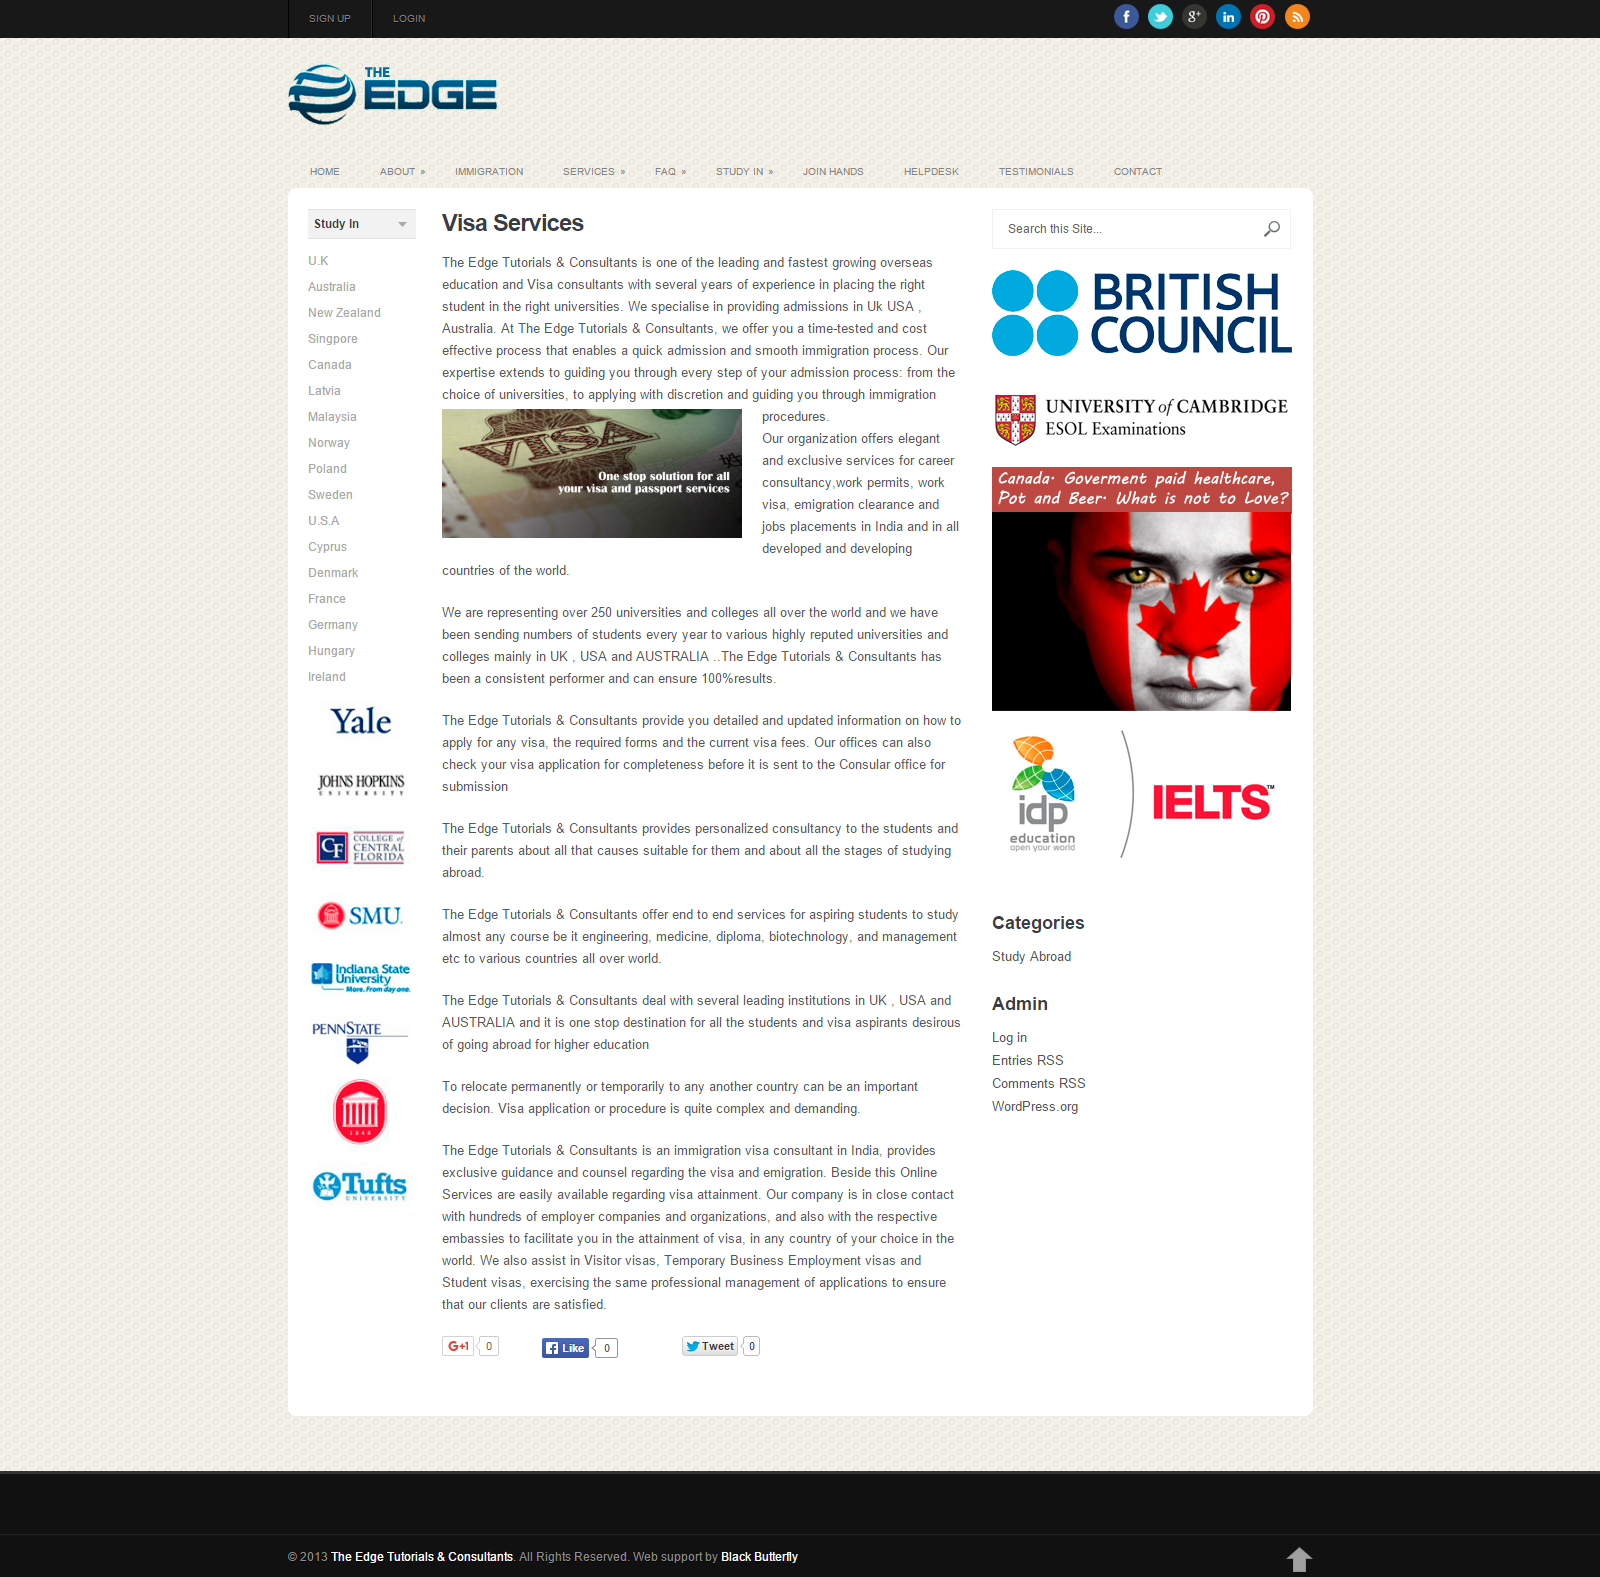 SIGN UP
LOGIN
THE
EDGE
HOME
ABOUT »
IMMIGRATION
SERVICES »
FAQ »
STUDY IN »
JOIN HANDS
HELPDESK
TESTIMONIALS
CONTACT
Study In
U.K
Australia
New Zealand
Singpore
Canada
Latvia
Malaysia
Norway
Poland
Sweden
U.S.A
Cyprus
Denmark
France
Germany
Hungary
Ireland
Yale
JOHNS HOPKINS
UNIVERSITY
CF
COLLEGE of
CENTRAL
FLORIDA
SMU.
Indiana State
University
More. From day one.
PENNSTATE
1855
Tufts
UNIVERSITY
Visa Services
The Edge Tutorials & Consultants is one of the leading and fastest growing overseas
education and Visa consultants with several years of experience in placing the right
student in the right universities. We specialise in providing admissions in Uk USA ,
Australia. At The Edge Tutorials & Consultants, we offer you a time-tested and cost
effective process that enables a quick admission and smooth immigration process. Our
expertise extends to guiding you through every step of your admission process: from the
choice of universities, to applying with discretion and guiding you through immigration
procedures.
VISA
One stop solution for all
your visa and passport services
Our organization offers elegant
and exclusive services for career
consultancy,work permits, work
visa, emigration clearance and
jobs placements in India and in all
developed and developing
countries of the world.
We are representing over 250 universities and colleges all over the world and we have
been sending numbers of students every year to various highly reputed universities and
colleges mainly in UK , USA and AUSTRALIA ..The Edge Tutorials & Consultants has
been a consistent performer and can ensure 100%results.
The Edge Tutorials & Consultants provide you detailed and updated information on how to
apply for any visa, the required forms and the current visa fees. Our offices can also
check your visa application for completeness before it is sent to the Consular office for
submission
The Edge Tutorials & Consultants provides personalized consultancy to the students and
their parents about all that causes suitable for them and about all the stages of studying
abroad.
The Edge Tutorials & Consultants offer end to end services for aspiring students to study
almost any course be it engineering, medicine, diploma, biotechnology, and management
etc to various countries all over world.
The Edge Tutorials & Consultants deal with several leading institutions in UK , USA and
AUSTRALIA and it is one stop destination for all the students and visa aspirants desirous
of going abroad for higher education
To relocate permanently or temporarily to any another country can be an important
decision. Visa application or procedure is quite complex and demanding.
The Edge Tutorials & Consultants is an immigration visa consultant in India, provides
exclusive guidance and counsel regarding the visa and emigration. Beside this Online
Services are easily available regarding visa attainment. Our company is in close contact
with hundreds of employer companies and organizations, and also with the respective
embassies to facilitate you in the attainment of visa, in any country of your choice in the
world. We also assist in Visitor visas, Temporary Business Employment visas and
Student visas, exercising the same professional management of applications to ensure
that our clients are satisfied.
G+1 0
Like 0
Tweet 0
Search this Site...
BRITISH
COUNCIL
UNIVERSITY of CAMBRIDGE
ESOL Examinations
Canada. Goverment paid healthcare,
Pot and Beer. What is not to Love?
idp
education
open your world
IELTS™
Categories
Study Abroad
Admin
Log in
Entries RSS
Comments RSS
WordPress.org
© 2013 The Edge Tutorials & Consultants. All Rights Reserved. Web support by Black Butterfly